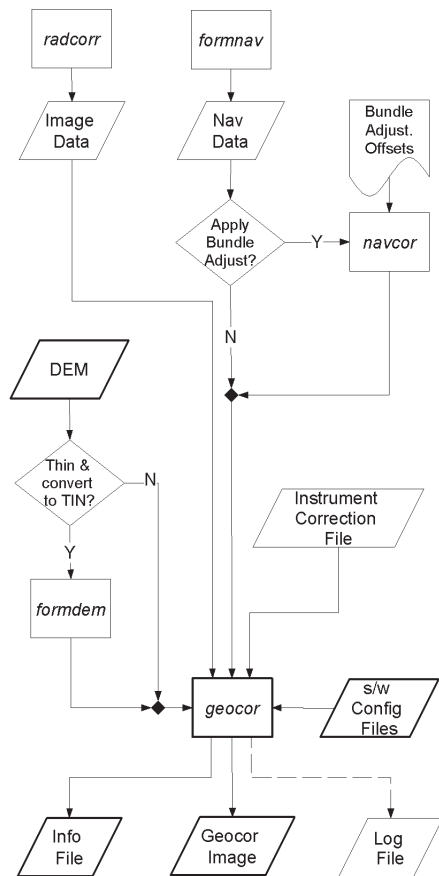 radcorr
formnav
Image
Data
Nav
Data
Bundle
Adjust.
Offsets
Apply
Bundle
Adjust?
Y
navcor
N
DEM
Thin &
convert
to TIN?
N
Instrument
Correction
File
Y
formdem
geocor
s/w
Config
Files
Info
File
Geocor
Image
Log
File